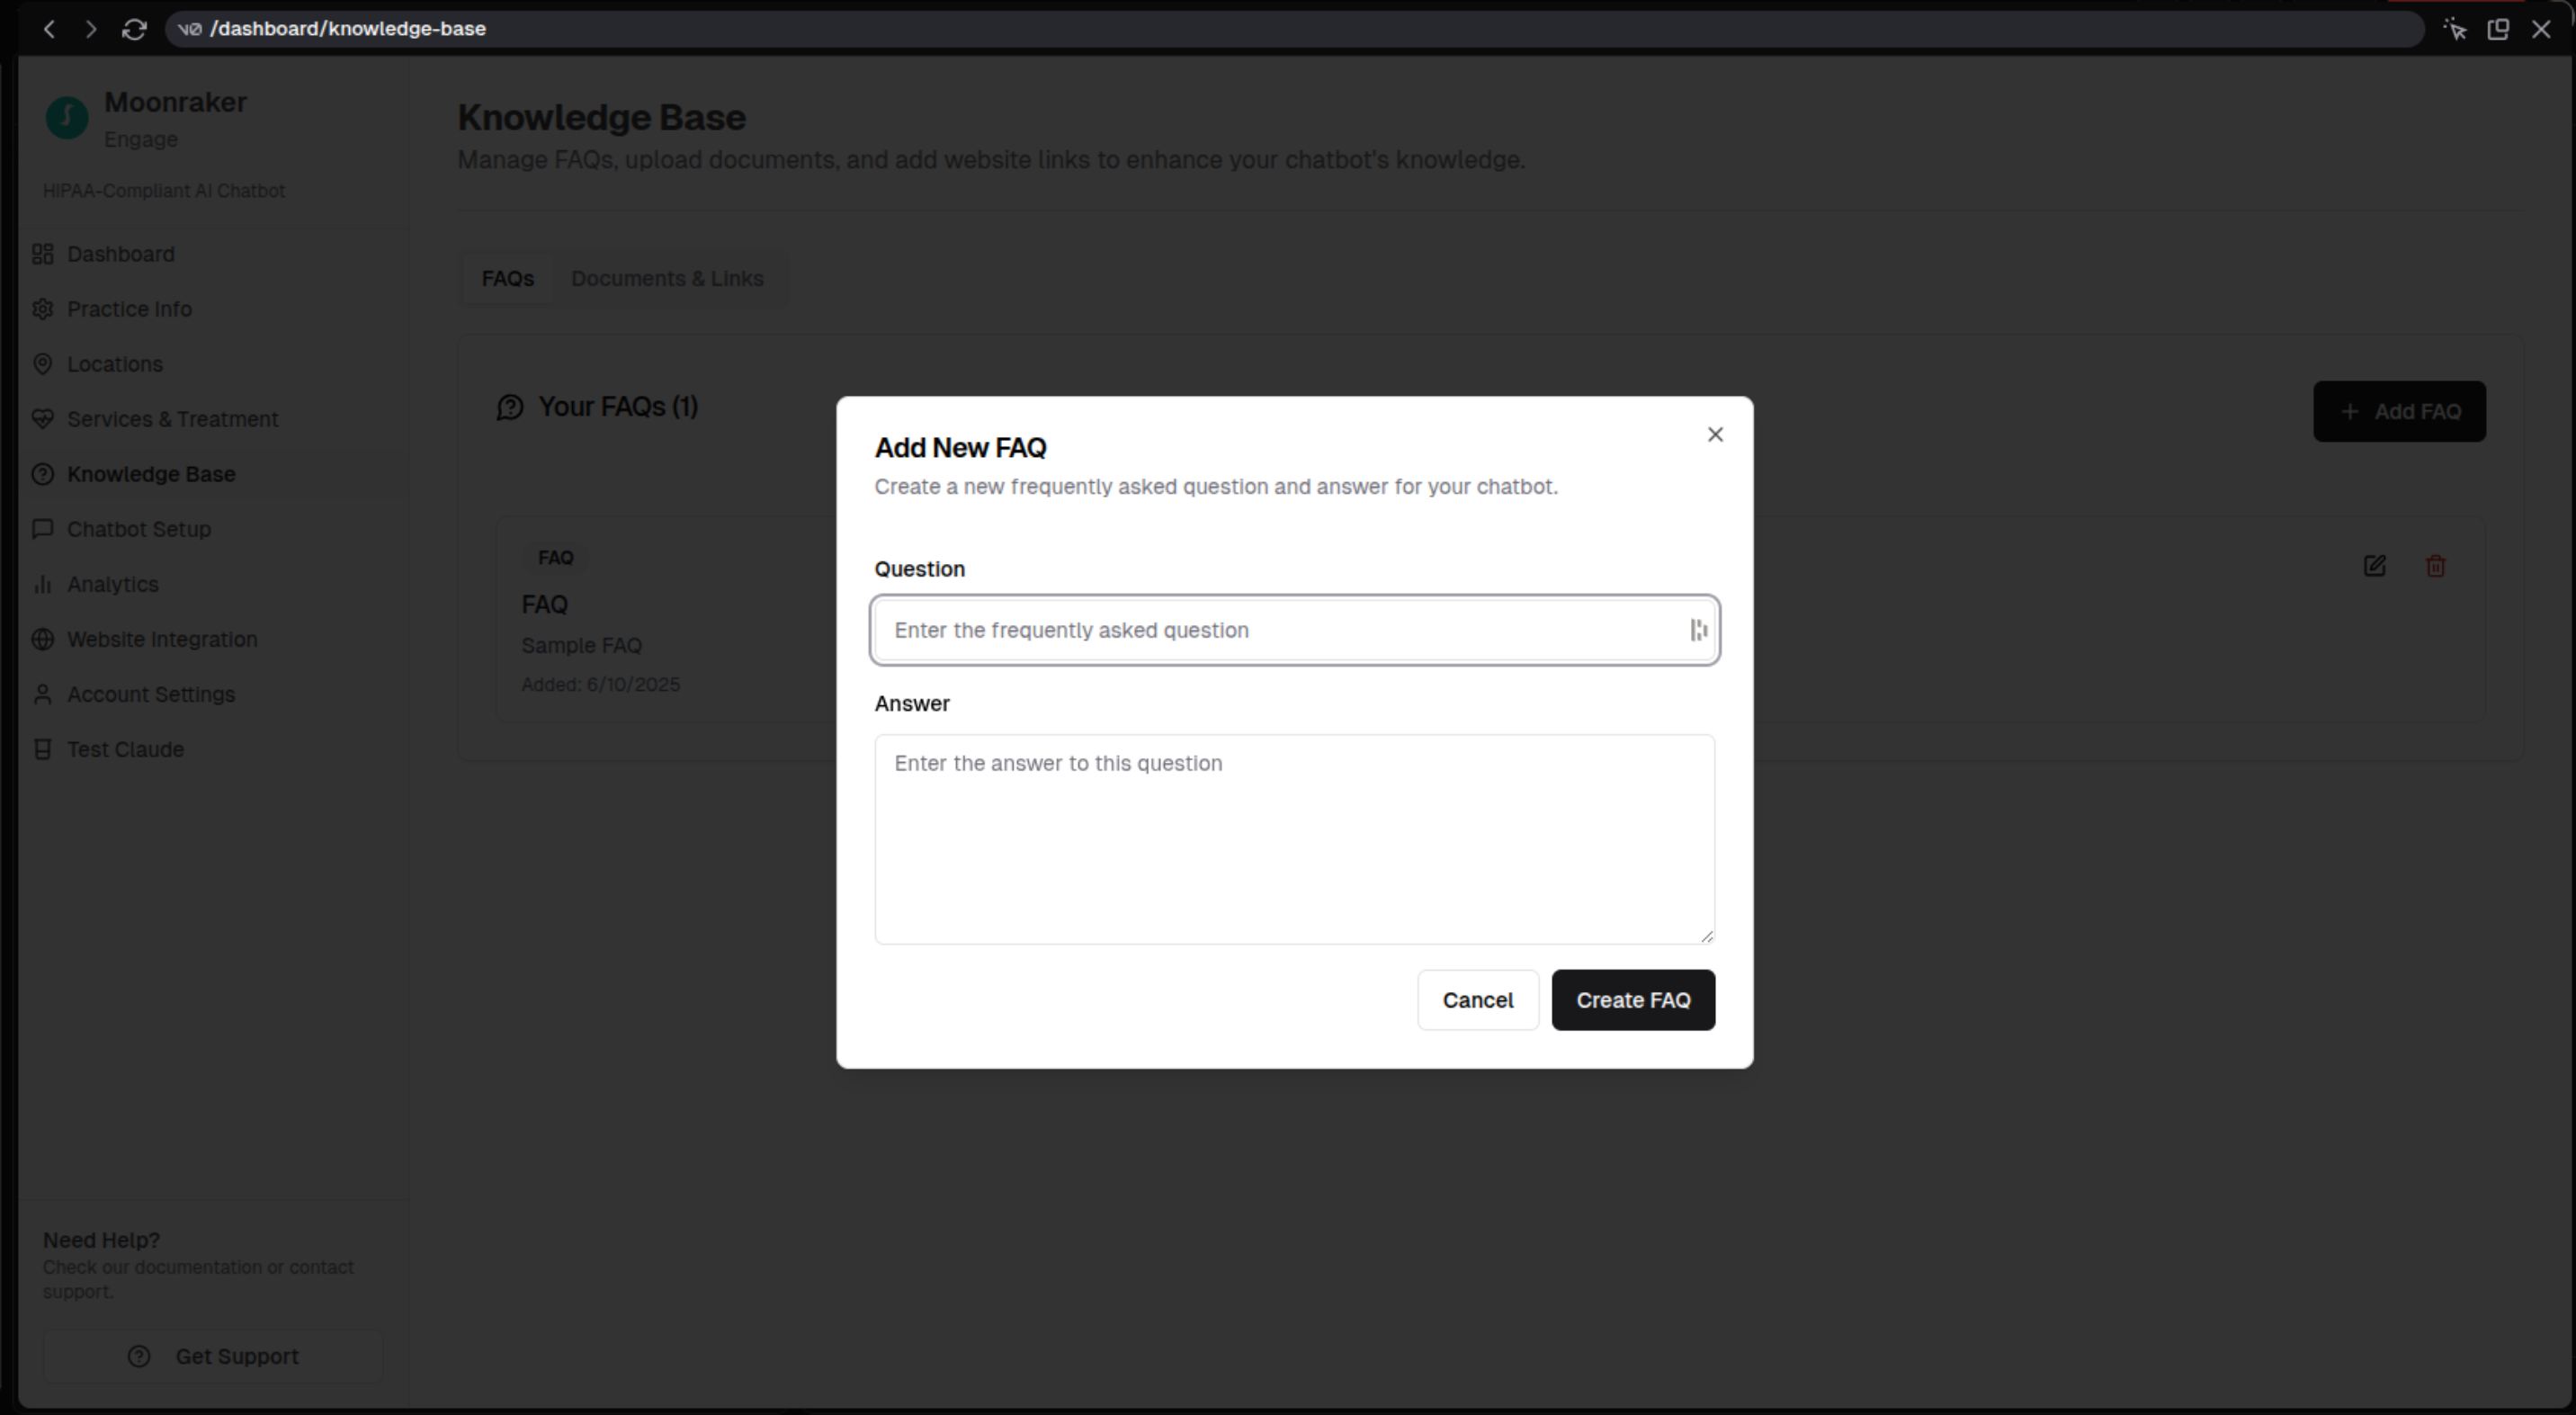 v0 /dashboard/knowledge-base
Moonraker
Engage
HIPAA-Compliant AI Chatbot
Dashboard
Practice Info
Locations
Services & Treatment
Knowledge Base
Chatbot Setup
Analytics
Website Integration
Account Settings
Test Claude
Need Help?
Check our documentation or contact
support.
Get Support
Knowledge Base
Manage FAQs, upload documents, and add website links to enhance your chatbot's knowledge.
FAQs Documents & Links
Your FAQs (1)
+ Add FAQ
FAQ
FAQ
Sample FAQ
Added: 6/10/2025
Add New FAQ
Create a new frequently asked question and answer for your chatbot.
Question
Enter the frequently asked question
Answer
Enter the answer to this question
Cancel Create FAQ